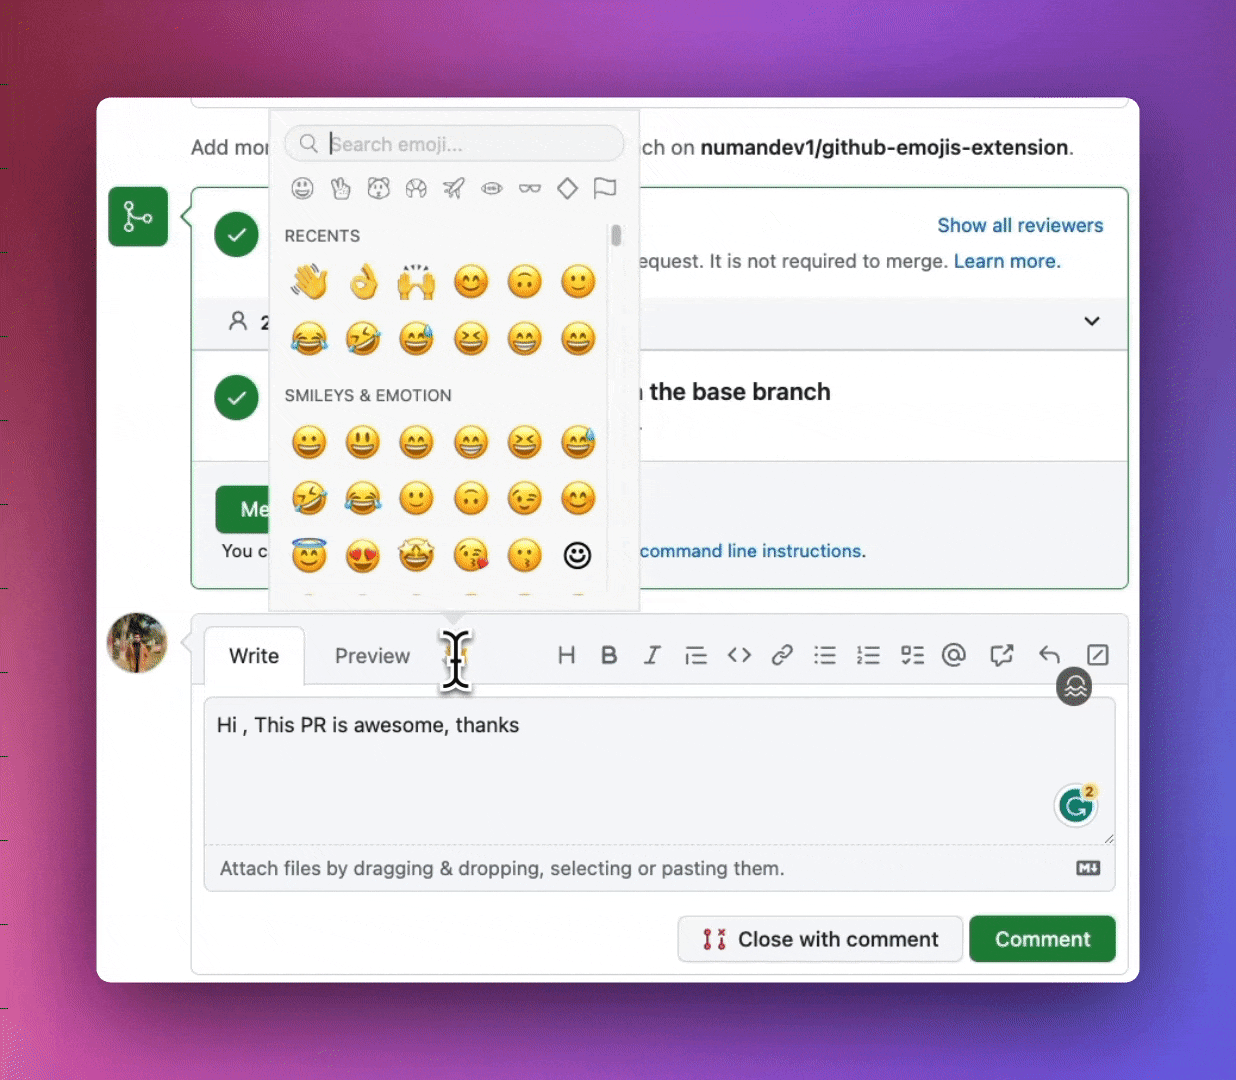 Search emoji...
Add mor
ch on numandev1/github-emojis-extension.
Show all reviewers
RECENTS
equest. It is not required to merge. Learn more.
2
SMILEYS & EMOTION
the base branch
Me
You c
command line instructions.
Write
Preview
Hi , This PR is awesome, thanks
2
Attach files by dragging & dropping, selecting or pasting them.
Close with comment
Comment